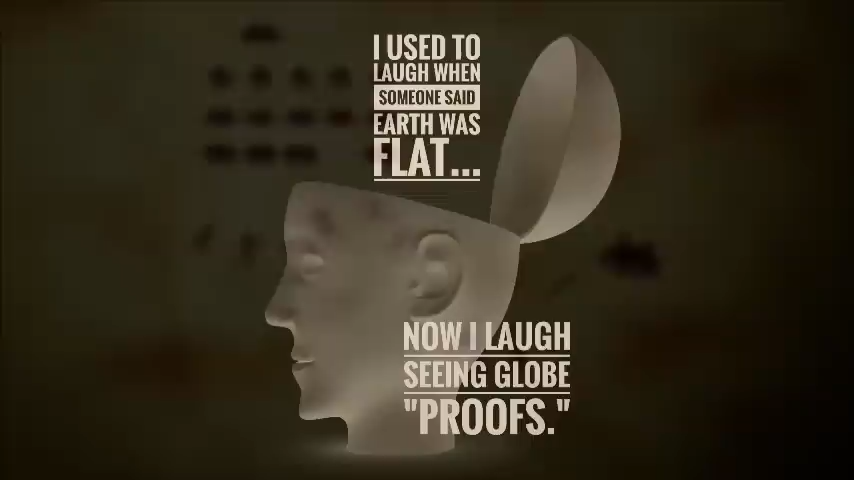 I USED TO
LAUGH WHEN
SOMEONE SAID
EARTH WAS
FLAT...
NOW I LAUGH
SEEING GLOBE
"PROOFS."